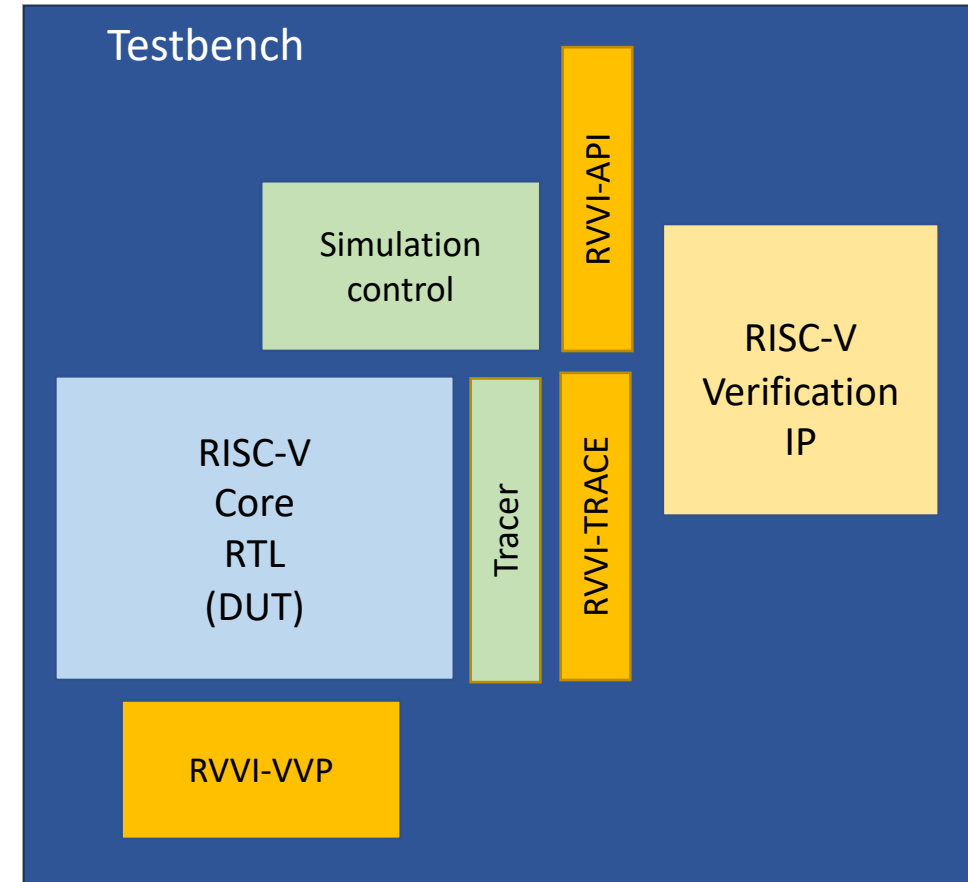 Testbench
RVVI-API
Simulation
control
RISC-V
Verification
IP
RISC-V
Core
RTL
(DUT)
Tracer
RVVI-TRACE
RVVI-VVP